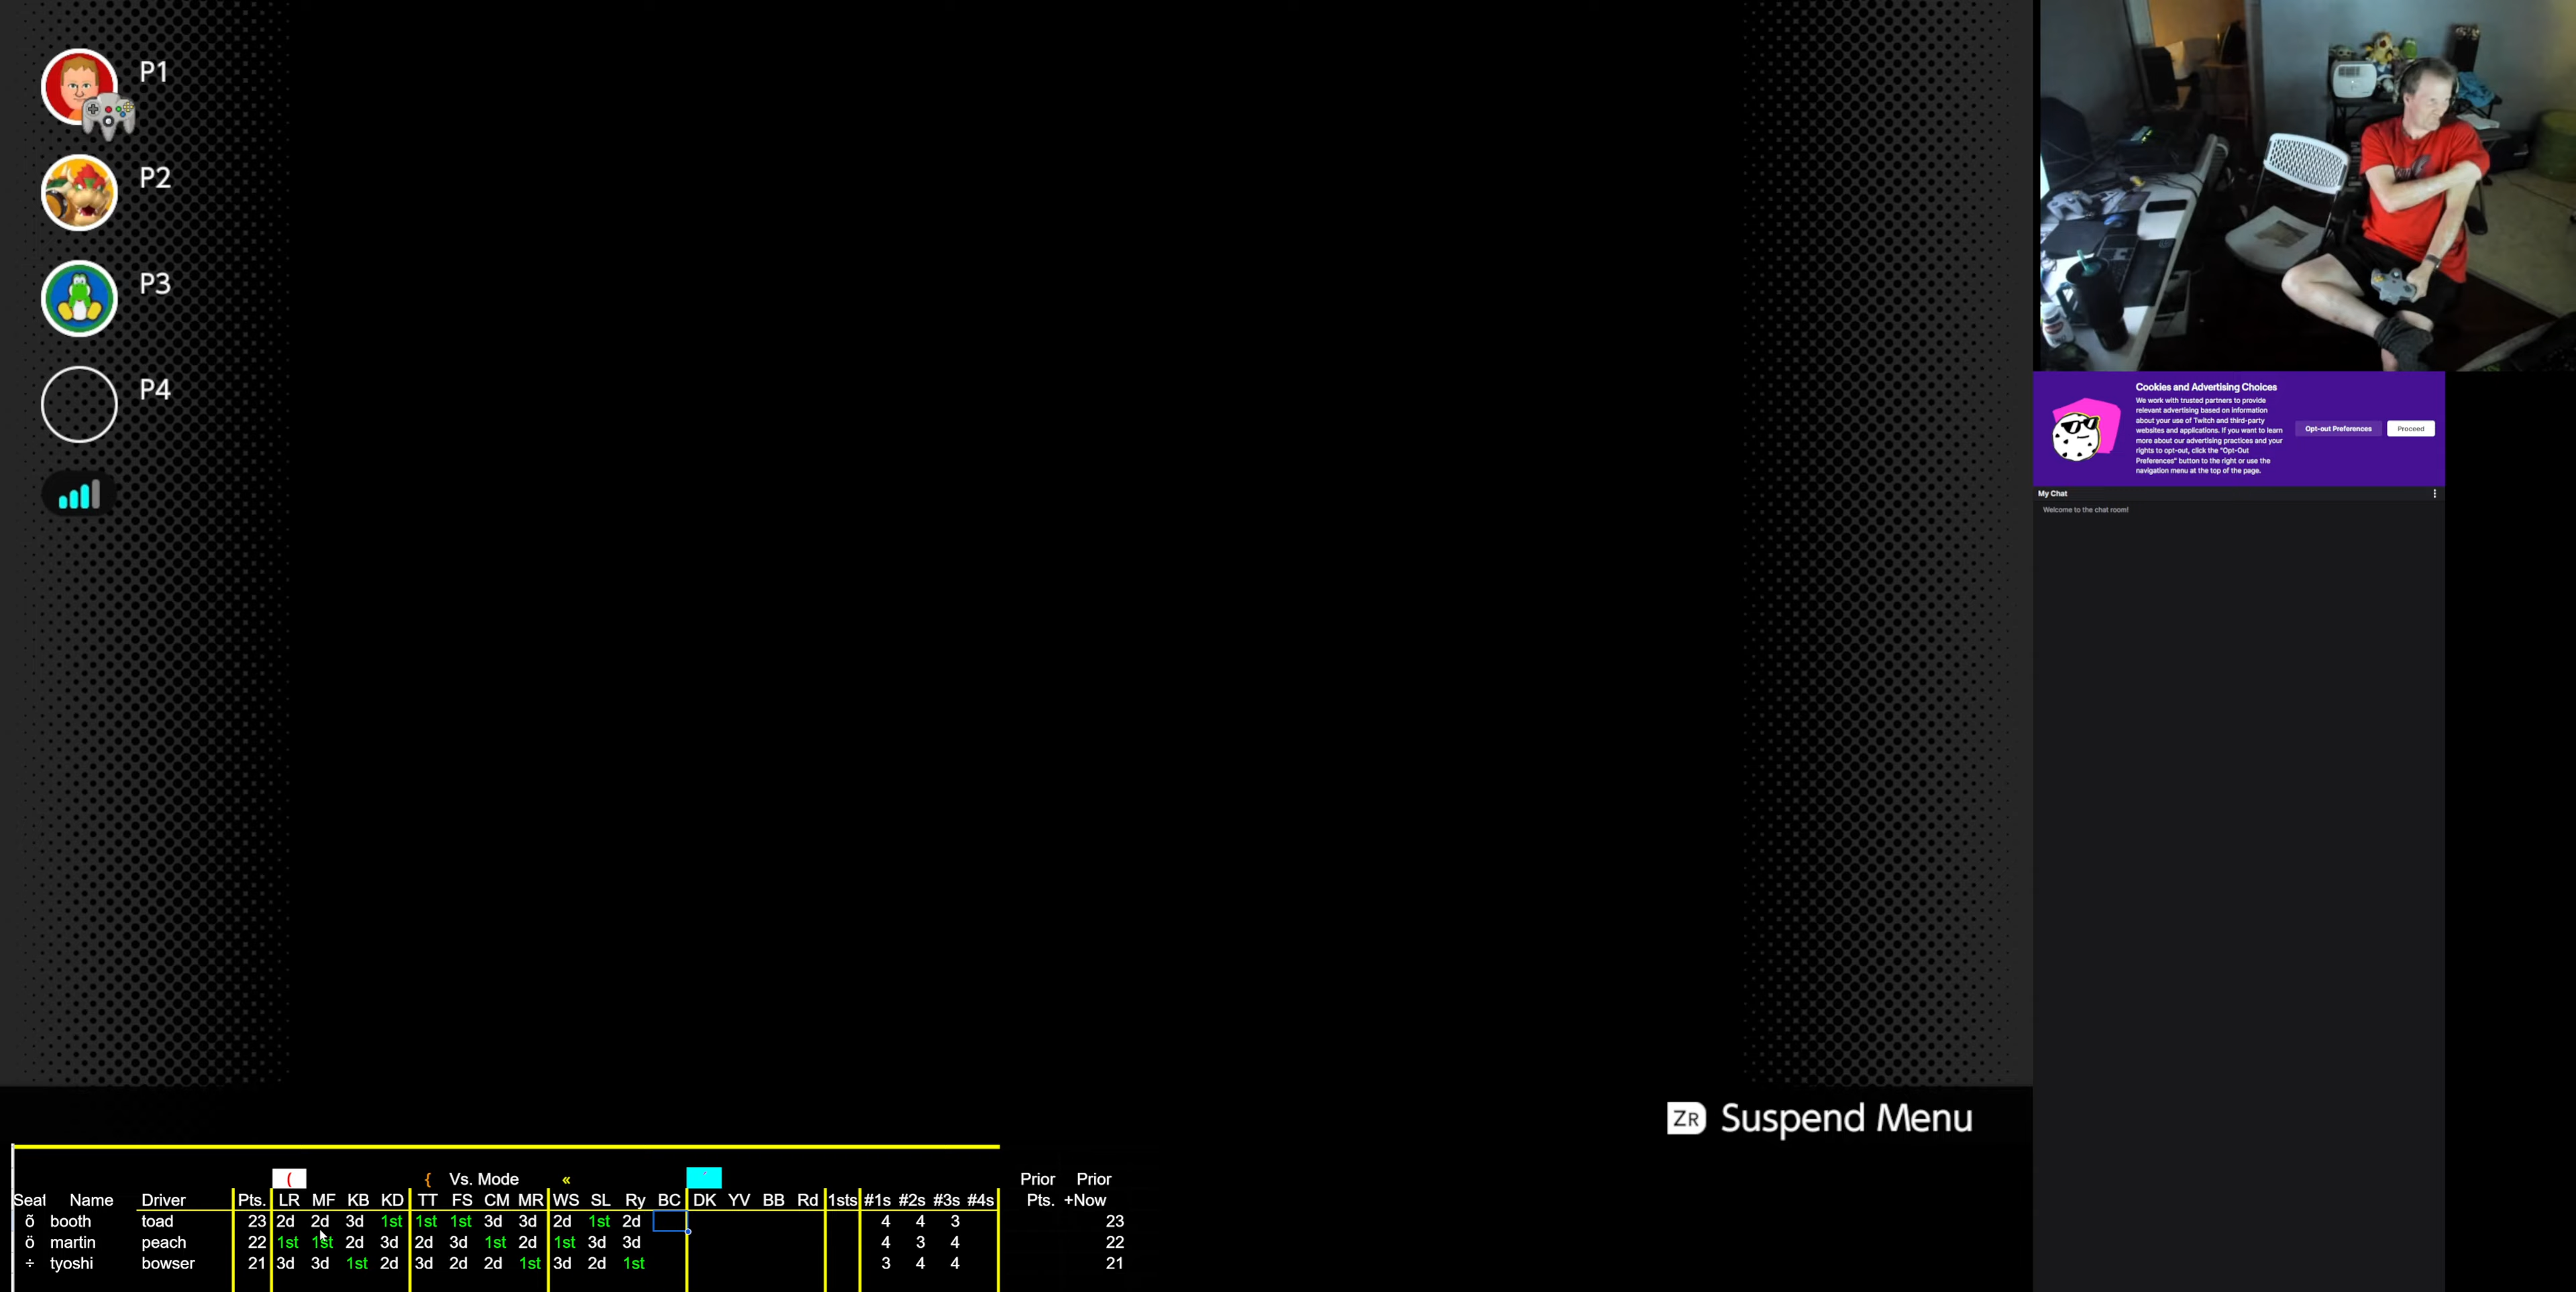 P1
P2
P3
P4
Cookies and Advertising Choices
We work with trusted partners to provide
relevant advertising based on information
about your use of Twitch and third-party
websites and applications. If you want to learn
more about our advertising practices and your
rights to opt-out, click the "Opt-Out
Preferences" button to the right or use the
navigation menu at the top of the page.
Opt-out Preferences
Proceed
My Chat
Welcome to the chat room!
ZR Suspend Menu
( { Vs. Mode « Prior Prior
Seat Name Driver Pts. LR MF KB KD TT FS CM MR WS SL Ry BC DK YV BB Rd 1sts #1s #2s #3s #4s Pts. +Now
õ booth toad 23 2d 2d 3d 1st 1st 1st 3d 3d 2d 1st 2d 4 4 3 23
ö martin peach 22 1st 1st 2d 3d 2d 3d 1st 2d 1st 3d 3d 4 3 4 22
÷ tyoshi bowser 21 3d 3d 1st 2d 3d 2d 2d 1st 3d 2d 1st 3 4 4 21